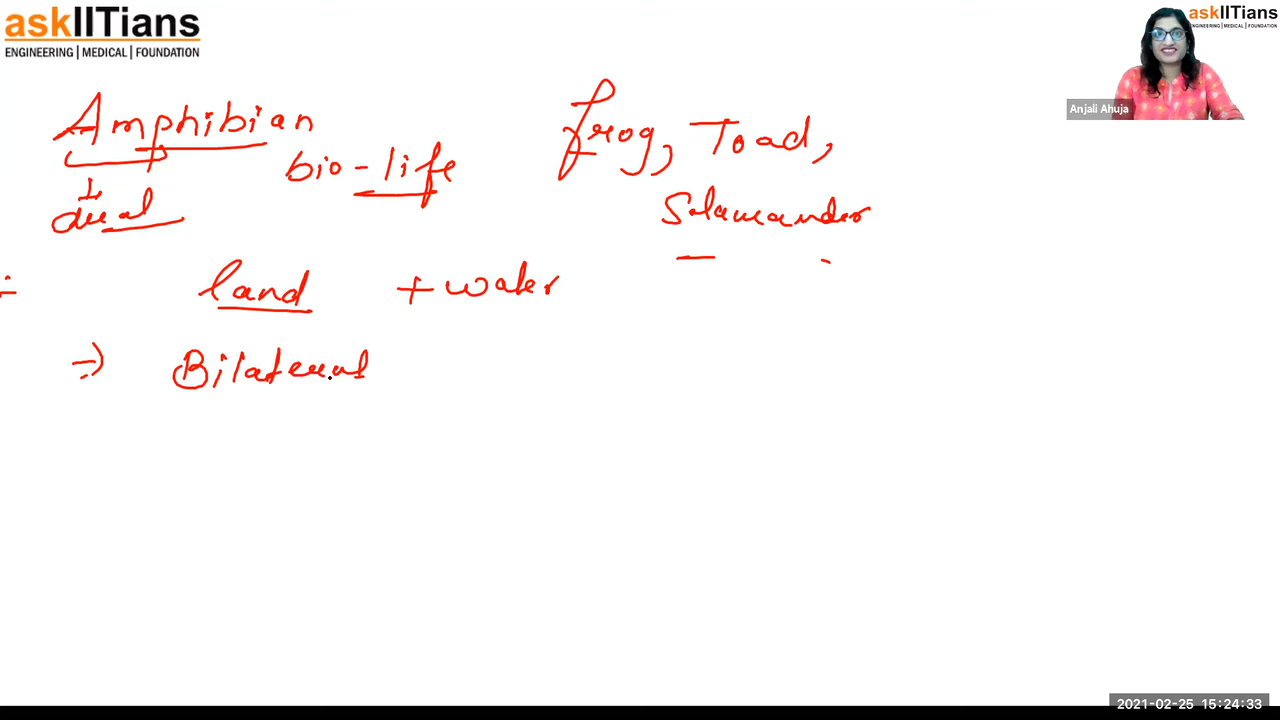 askIITians
ENGINEERING | MEDICAL | FOUNDATION
askIITians
ENGINEERING | MEDICAL | FOUNDATION
Anjali Ahuja
Amphibian
frog, Toad,
bio - life
dual
Salamander
land + water
⇒ Bilateral
2021-02-25 15:24:33